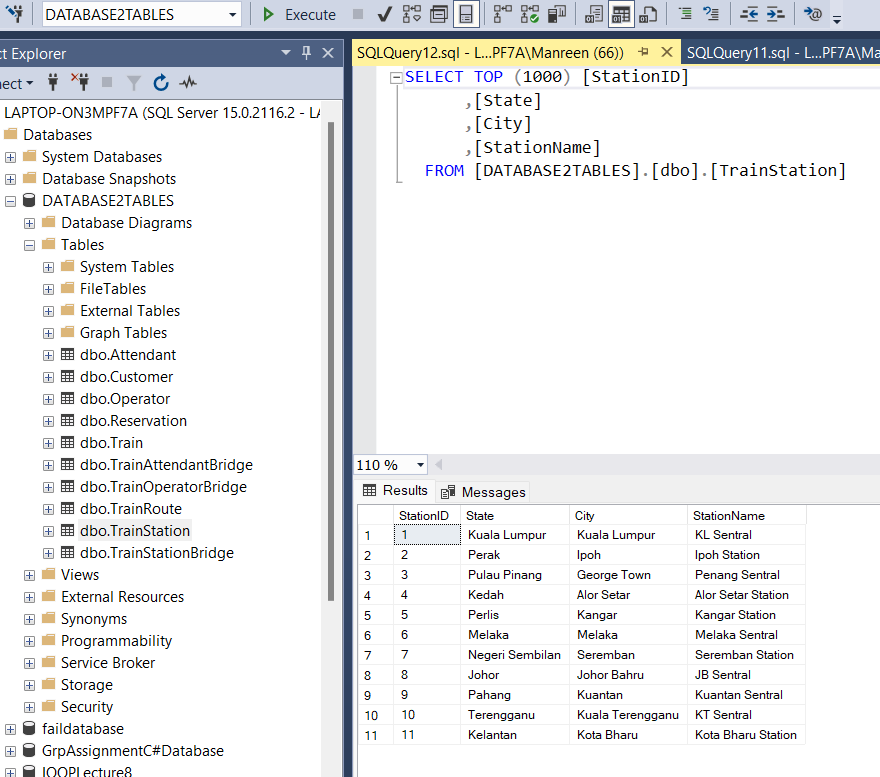 DATABASE2TABLES Execute
ct Explorer
nect
LAPTOP-ON3MPF7A (SQL Server 15.0.2116.2 - LA
Databases
System Databases
Database Snapshots
DATABASE2TABLES
Database Diagrams
Tables
System Tables
FileTables
External Tables
Graph Tables
dbo.Attendant
dbo.Customer
dbo.Operator
dbo.Reservation
dbo.Train
dbo.TrainAttendantBridge
dbo.TrainOperatorBridge
dbo.TrainRoute
dbo.TrainStation
dbo.TrainStationBridge
Views
External Resources
Synonyms
Programmability
Service Broker
Storage
Security
faildatabase
GrpAssignmentC#Database
IOOPLecture8
SQLQuery12.sql - L...PF7A\Manreen (66)) SQLQuery11.sql - L...PF7A\Ma
SELECT TOP (1000) [StationID]
,[State]
,[City]
,[StationName]
FROM [DATABASE2TABLES].[dbo].[TrainStation]
110 %
Results Messages
StationID State City StationName
1 1 Kuala Lumpur Kuala Lumpur KL Sentral
2 2 Perak Ipoh Ipoh Station
3 3 Pulau Pinang George Town Penang Sentral
4 4 Kedah Alor Setar Alor Setar Station
5 5 Perlis Kangar Kangar Station
6 6 Melaka Melaka Melaka Sentral
7 7 Negeri Sembilan Seremban Seremban Station
8 8 Johor Johor Bahru JB Sentral
9 9 Pahang Kuantan Kuantan Sentral
10 10 Terengganu Kuala Terengganu KT Sentral
11 11 Kelantan Kota Bharu Kota Bharu Station